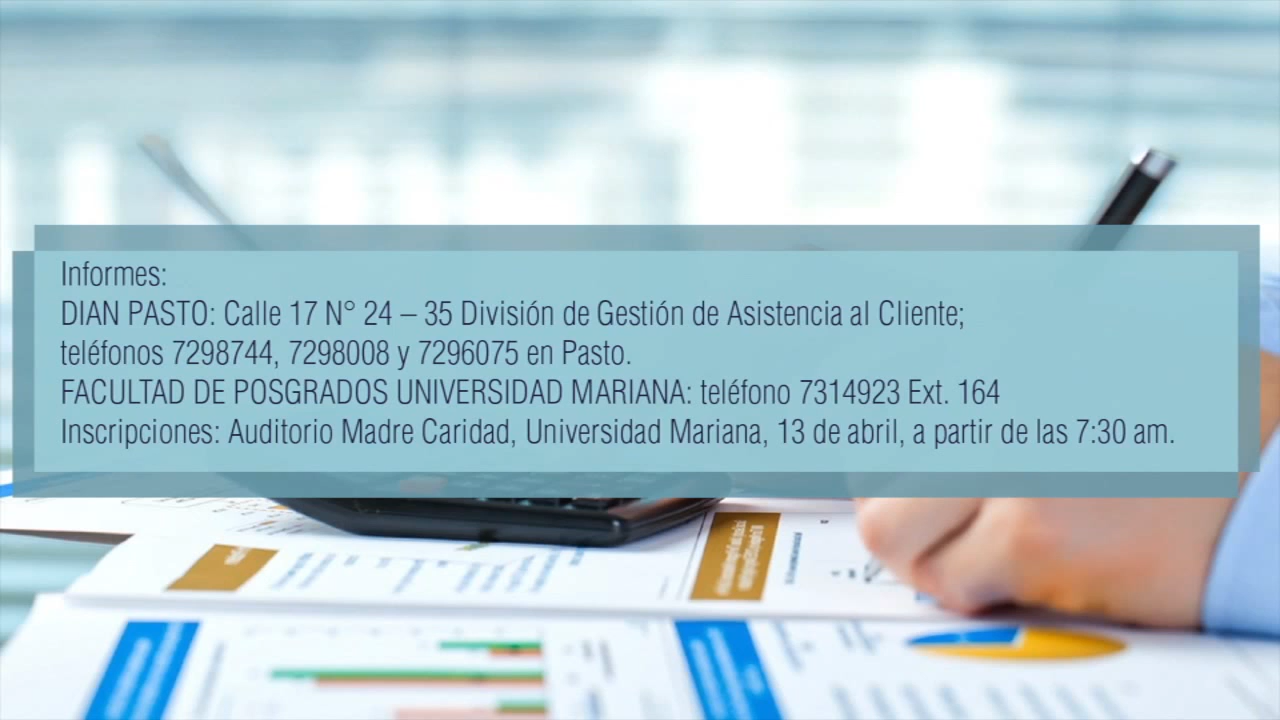 Informes:
DIAN PASTO: Calle 17 N° 24 – 35 División de Gestión de Asistencia al Cliente;
teléfonos 7298744, 7298008 y 7296075 en Pasto.
FACULTAD DE POSGRADOS UNIVERSIDAD MARIANA: teléfono 7314923 Ext. 164
Inscripciones: Auditorio Madre Caridad, Universidad Mariana, 13 de abril, a partir de las 7:30 am.